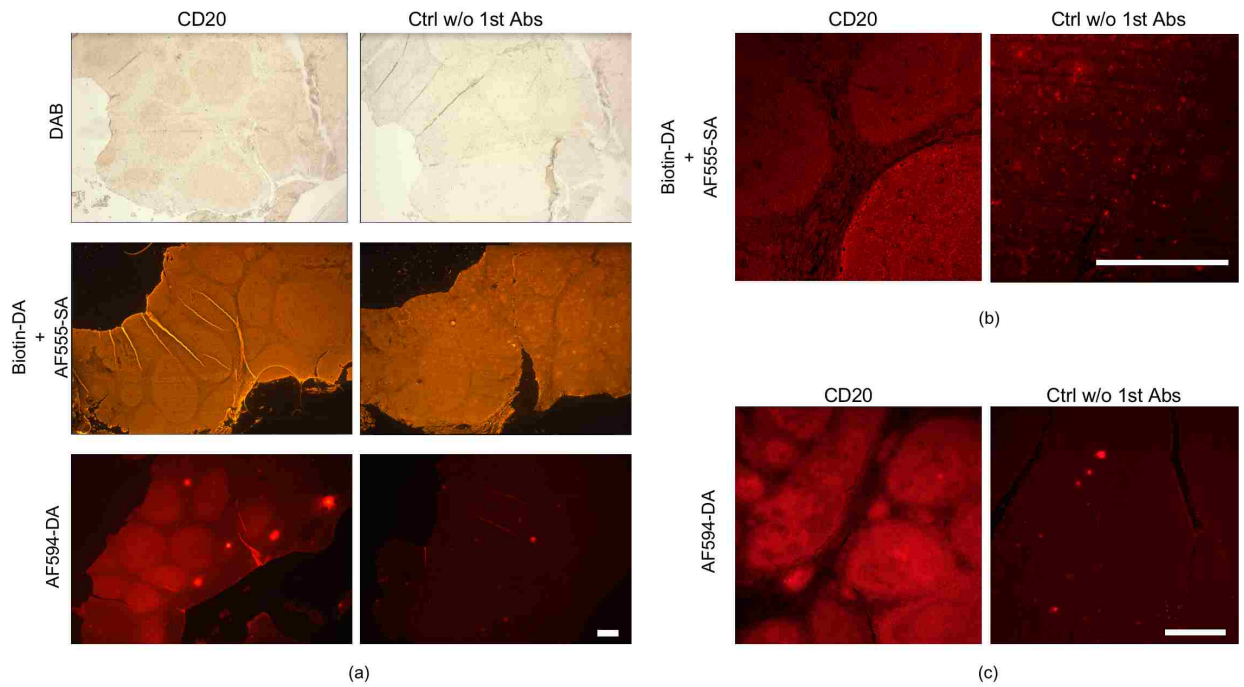 CD20
Ctrl w/o 1st Abs
DAB
Biotin-DA
+
AF555-SA
AF594-DA
(a)
CD20
Ctrl w/o 1st Abs
Biotin-DA
+
AF555-SA
(b)
CD20
Ctrl w/o 1st Abs
AF594-DA
(c)